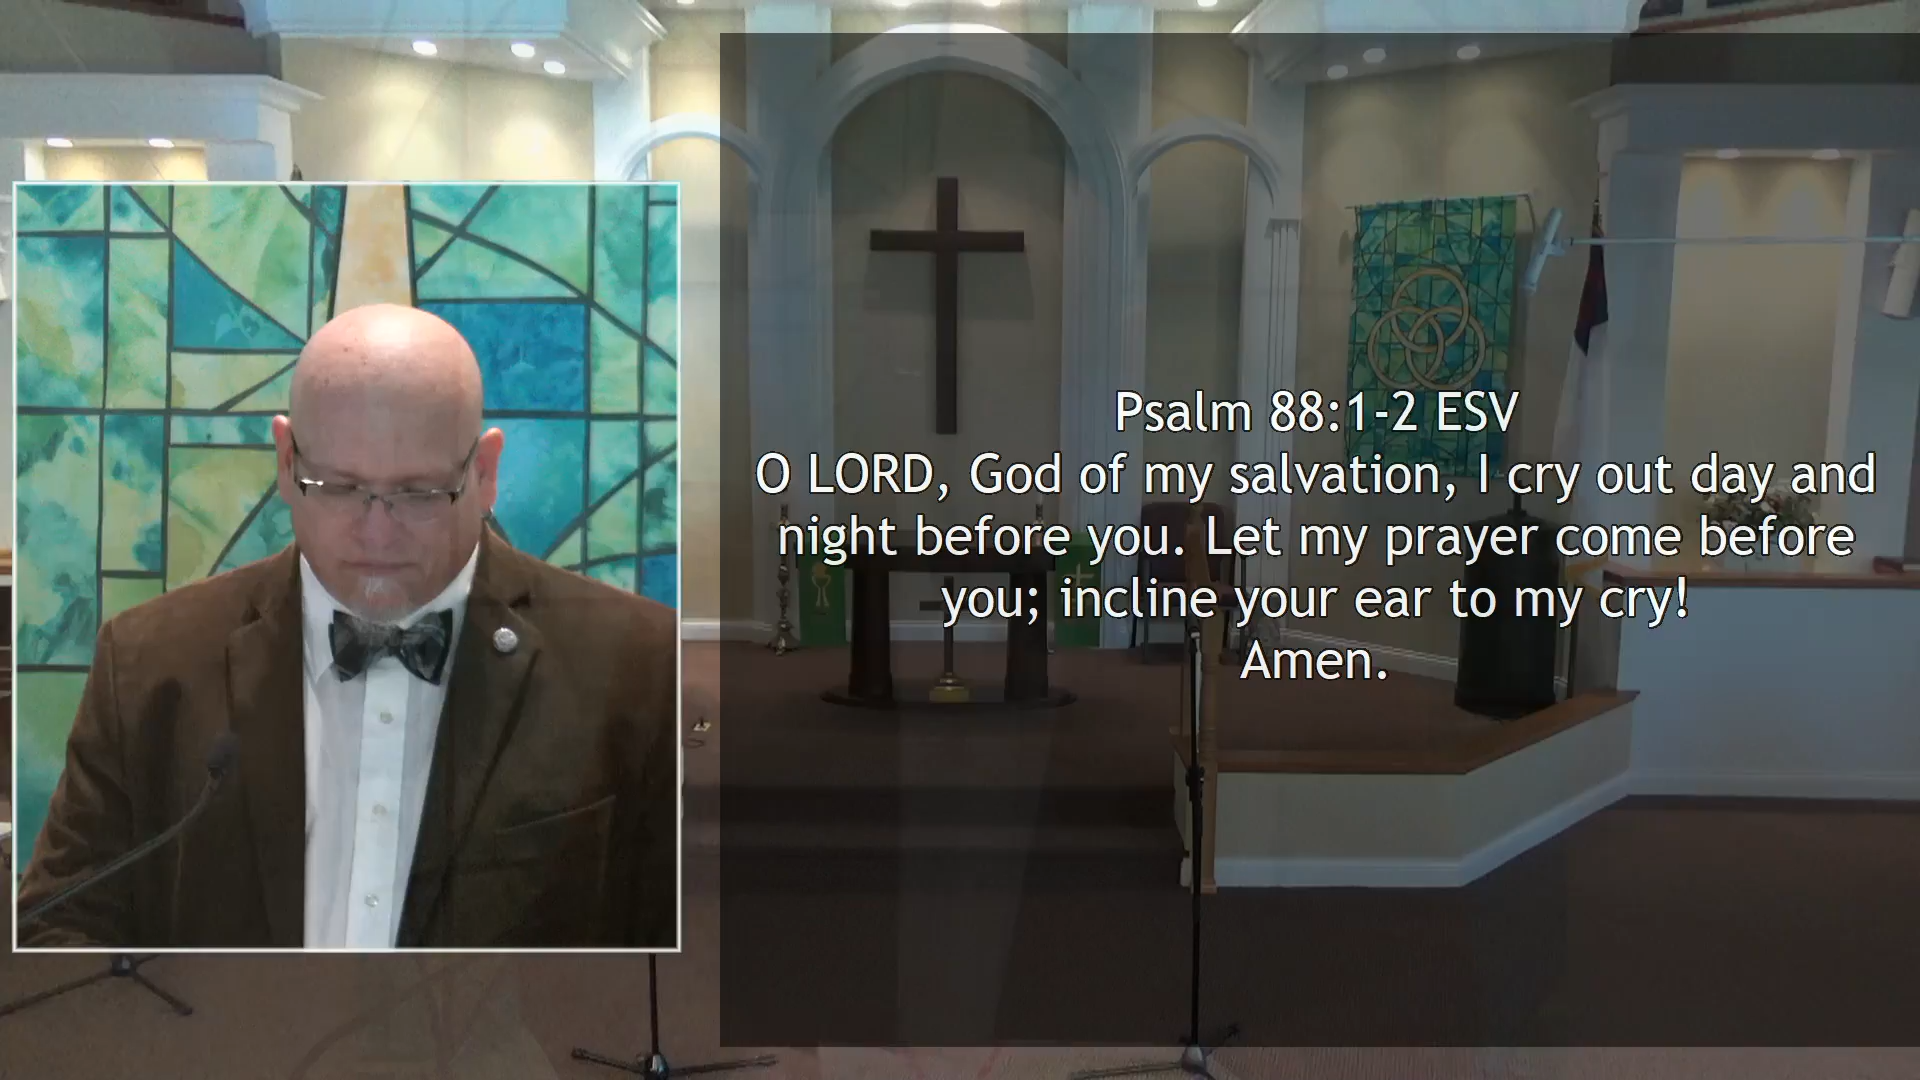 Psalm 88:1-2 ESV
O LORD, God of my salvation, I cry out day and
night before you. Let my prayer come before
you; incline your ear to my cry!
Amen.